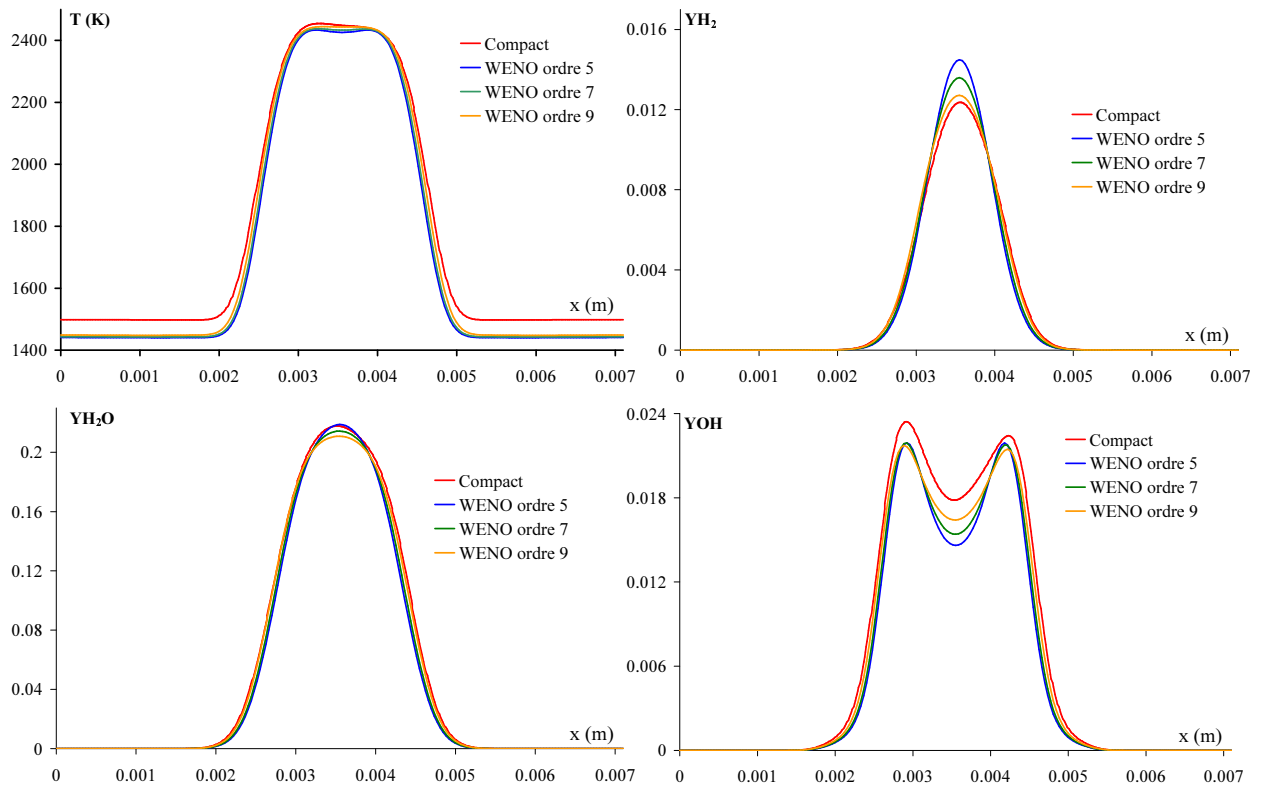 T (K)
2400
2200
2000
1800
1600
1400
Compact
WENO ordre 5
WENO ordre 7
WENO ordre 9
x (m)
0 0.001 0.002 0.003 0.004 0.005 0.006 0.007
YH₂
0.016
0.012
0.008
0.004
0
Compact
WENO ordre 5
WENO ordre 7
WENO ordre 9
x (m)
0 0.001 0.002 0.003 0.004 0.005 0.006 0.007
YH₂O
0.2
0.16
0.12
0.08
0.04
0
Compact
WENO ordre 5
WENO ordre 7
WENO ordre 9
x (m)
0 0.001 0.002 0.003 0.004 0.005 0.006 0.007
YOH
0.024
0.018
0.012
0.006
0
Compact
WENO ordre 5
WENO ordre 7
WENO ordre 9
x (m)
0 0.001 0.002 0.003 0.004 0.005 0.006 0.007